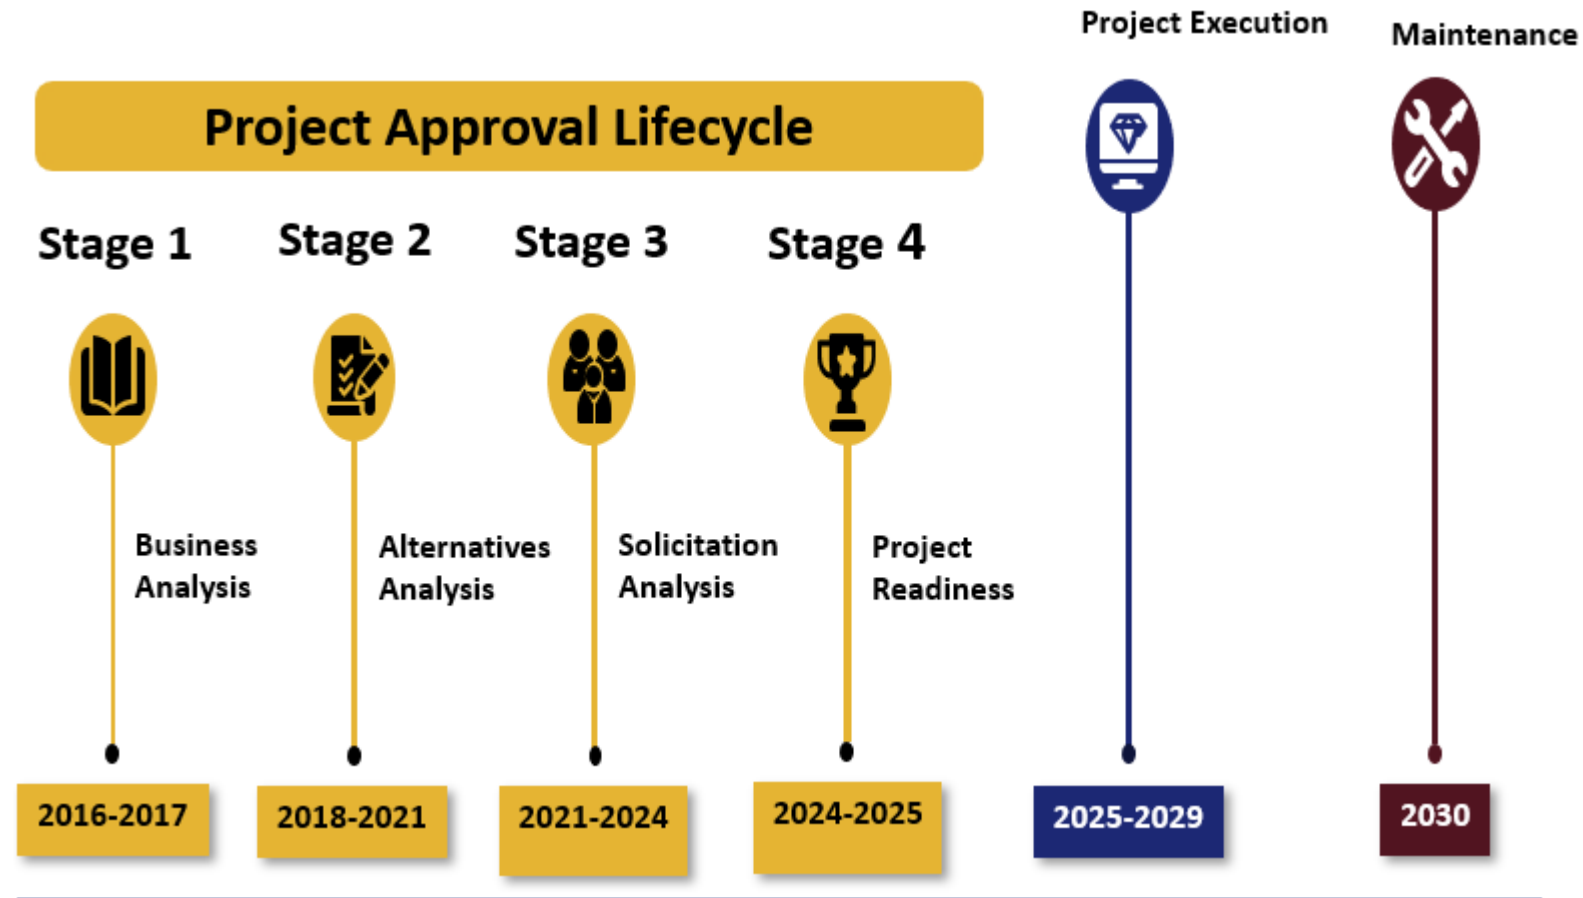 Project Execution
Maintenance
Project Approval Lifecycle
Stage 1
Stage 2
Stage 3
Stage 4
Business
Analysis
Alternatives
Analysis
Solicitation
Analysis
Project
Readiness
2016-2017
2018-2021
2021-2024
2024-2025
2025-2029
2030